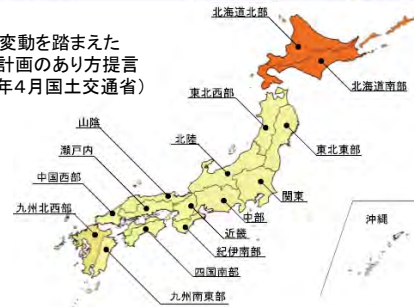 変動を踏まえた
計画のあり方提言
年4月国土交通省)
北海道北部
北海道南部
東北西部
東北東部
北陸
山陰
瀬戸内
中国西部
九州北西部
関東
中部
近畿
紀伊南部
四国南部
九州南東部
沖縄